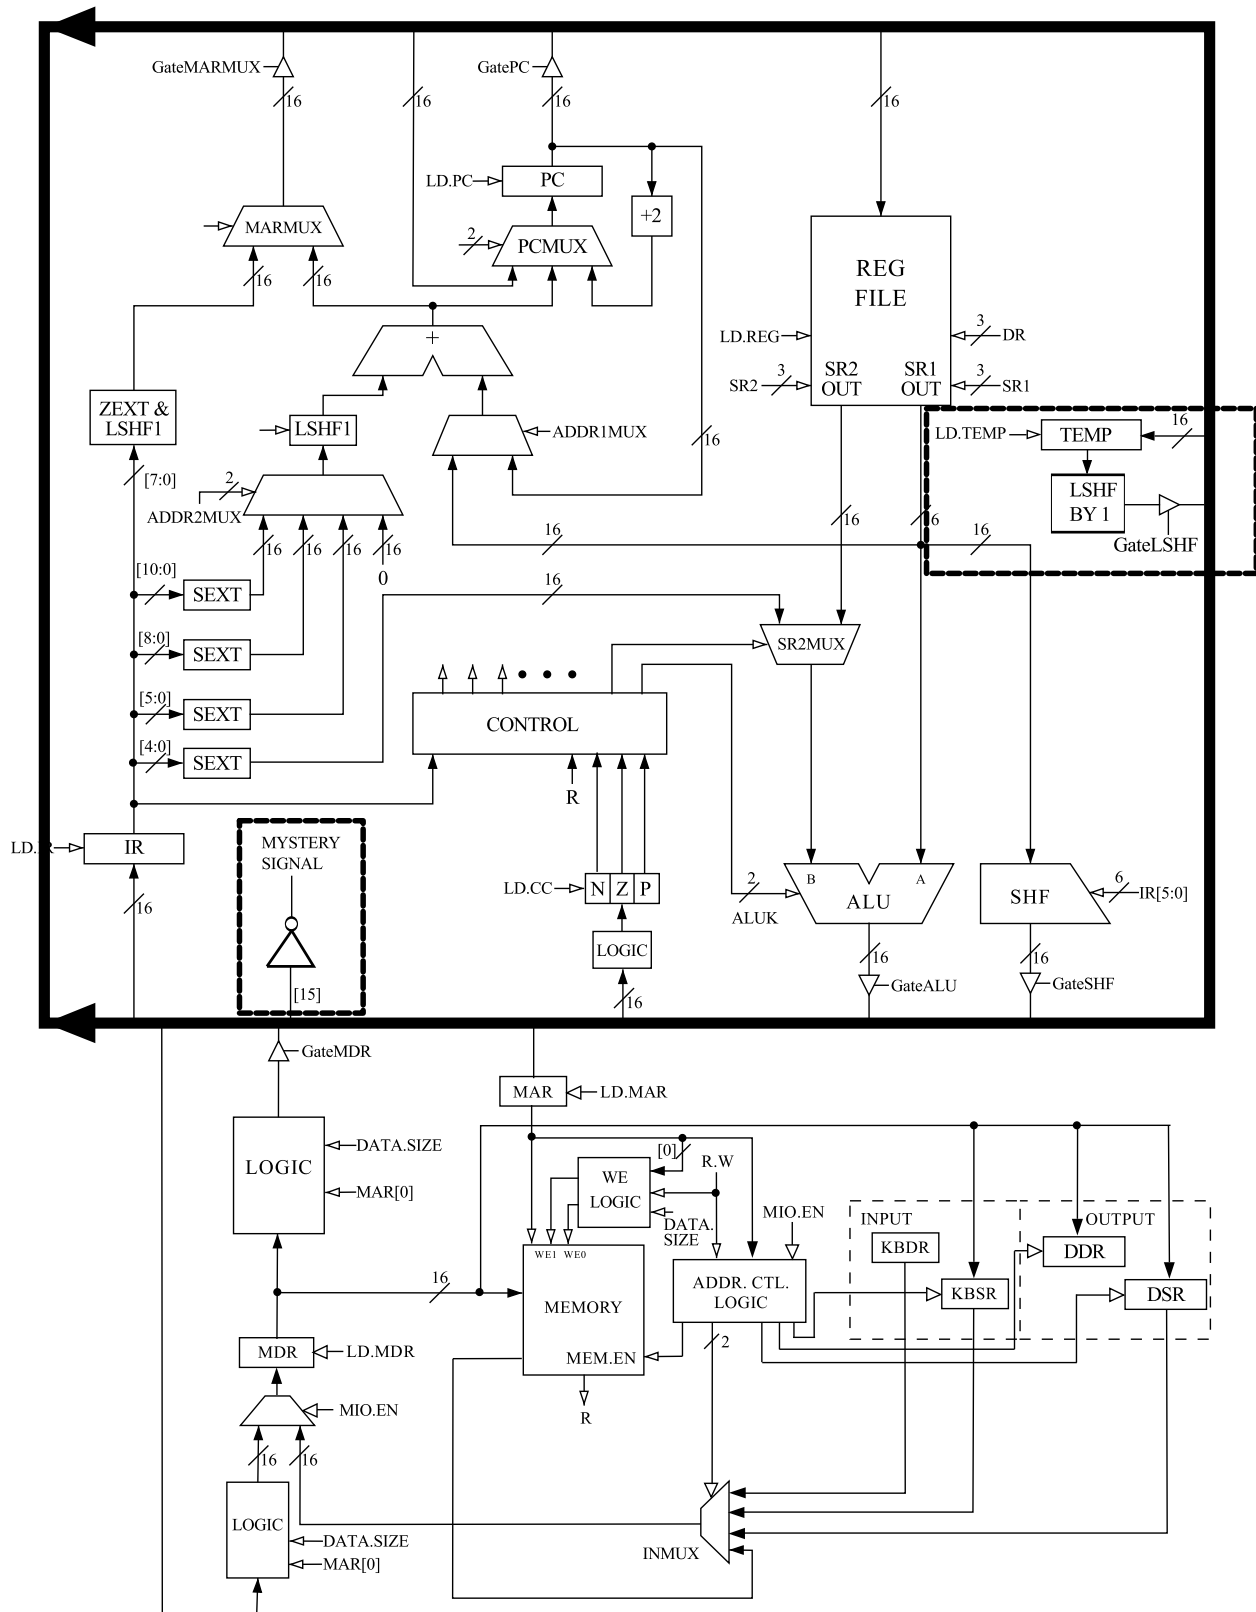 GateMARMUX
GatePC
16
16
16
16
LD.PC
PC
+2
MARMUX
2
PCMUX
16
16
REG
FILE
+
LD.REG
3
DR
SR2
3
SR2
OUT
SR1
OUT
3
SR1
ZEXT &
LSHF1
LSHF1
ADDR1MUX
16
LD.TEMP
TEMP
16
[7:0]
2
ADDR2MUX
LSHF
BY 1
GateLSHF
16
16
16
16
0
16
16
6
16
[10:0]
SEXT
16
[8:0]
SEXT
SR2MUX
[5:0]
SEXT
CONTROL
[4:0]
SEXT
R
MYSTERY
SIGNAL
LD.IR
IR
16
[15]
LD.CC
N Z P
LOGIC
16
2
ALUK
B
A
ALU
SHF
6
IR[5:0]
16
GateALU
16
GateSHF
GateMDR
MAR
LD.MAR
LOGIC
DATA.SIZE
MAR[0]
[0]
WE
LOGIC
R.W
DATA.
SIZE
MIO.EN
INPUT
KBDR
OUTPUT
DDR
WE1 WE0
MEMORY
MEM.EN
ADDR. CTL.
LOGIC
KBSR
DSR
16
2
MDR
LD.MDR
R
MIO.EN
16
16
LOGIC
DATA.SIZE
MAR[0]
INMUX